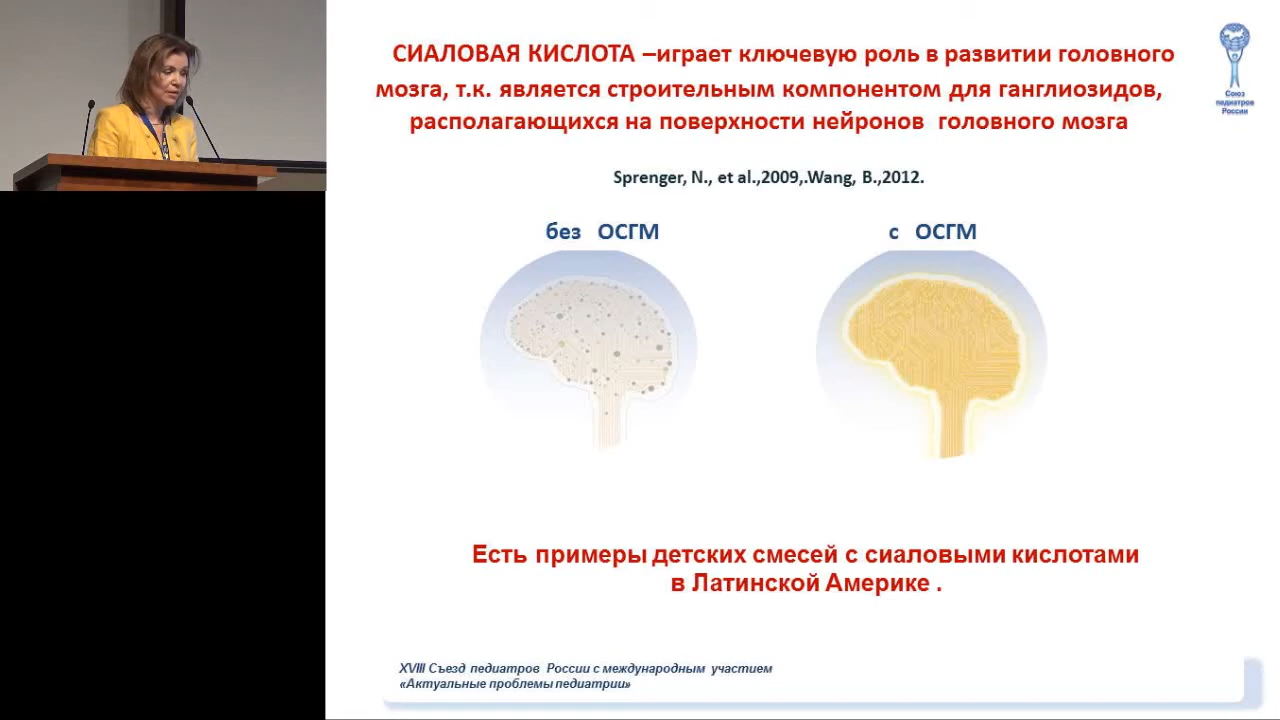 СИАЛОВАЯ КИСЛОТА –играет ключевую роль в развитии головного
мозга, т.к. является строительным компонентом для ганглиозидов,
располагающихся на поверхности нейронов головного мозга
Союз
педиатров
России
Sprenger, N., et al.,2009,.Wang, B.,2012.
без ОСГМ
с ОСГМ
Есть примеры детских смесей с сиаловыми кислотами
в Латинской Америке .
XVIII Съезд педиатров России с международным участием
«Актуальные проблемы педиатрии»